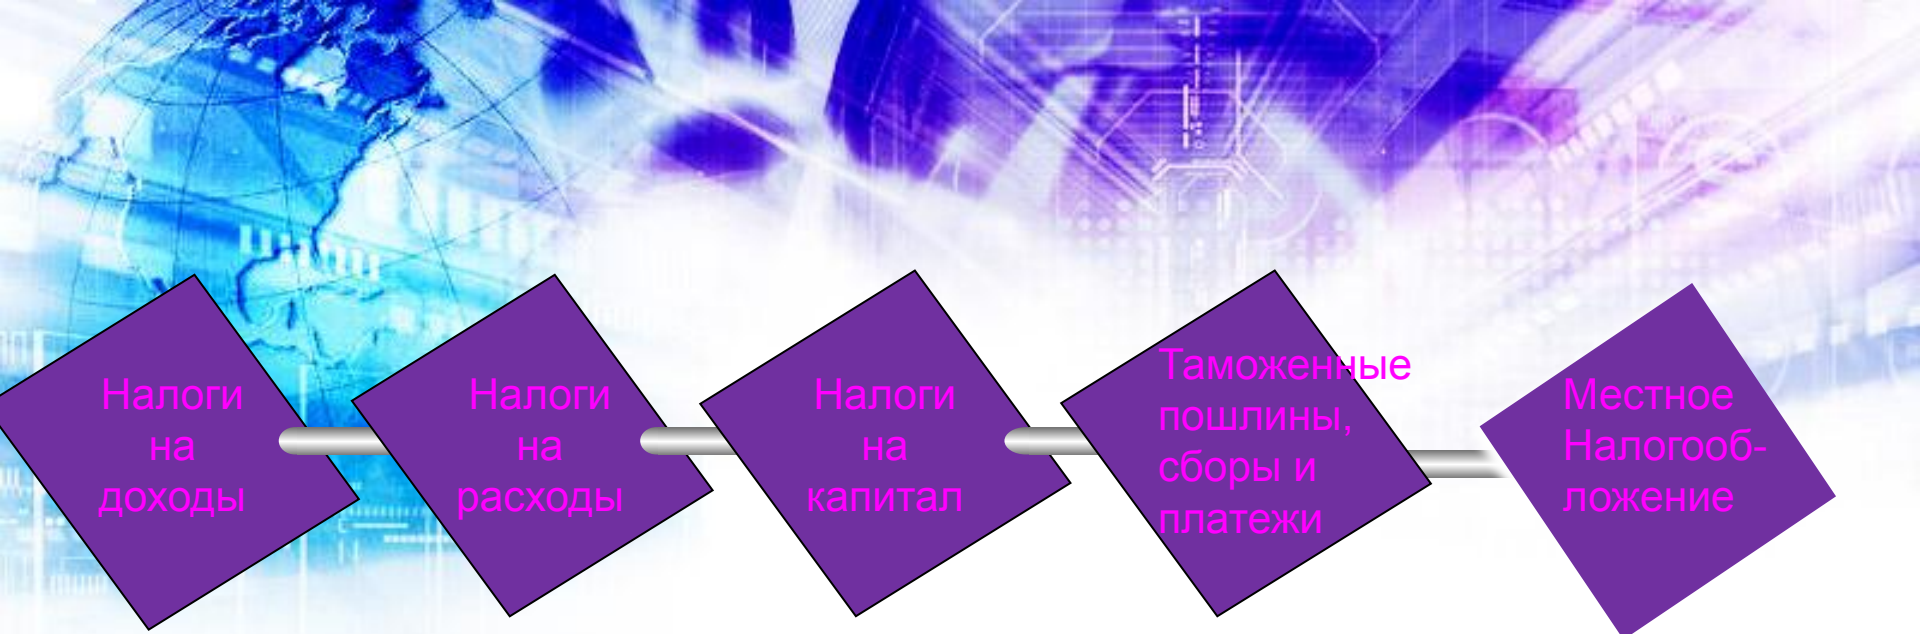 Налоги
на
доходы
Налоги
на
расходы
Налоги
на
капитал
Таможенные
пошлины,
сборы и
платежи
Местное
Налогооб-
ложение